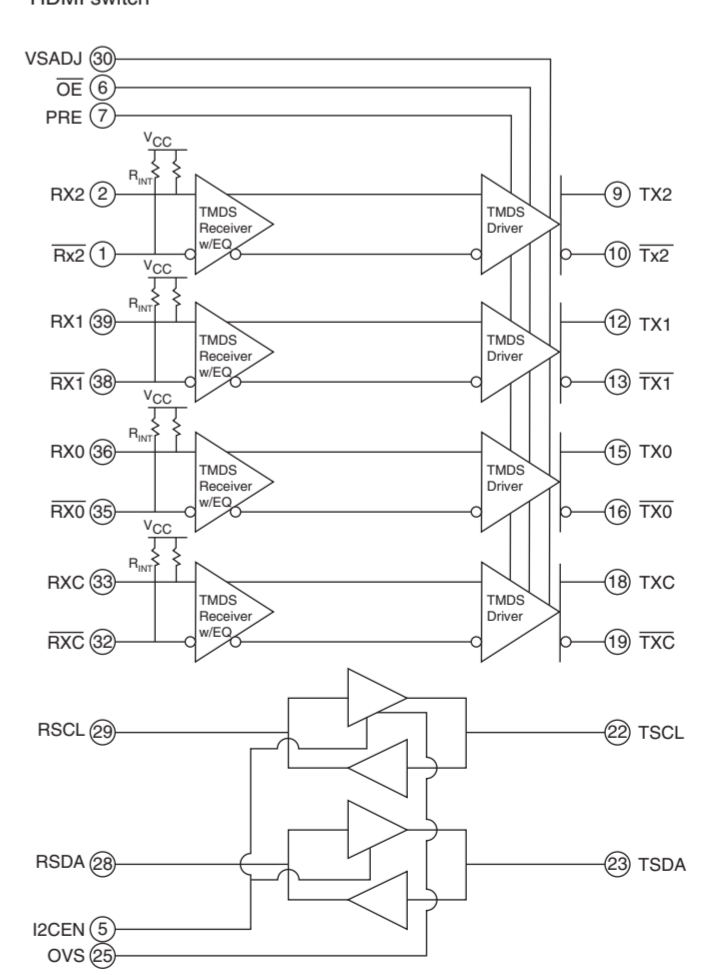 HDMI switch
VSADJ 30
OE 6
PRE 7
VCC
RINT
RX2 2 TMDS Receiver w/EQ TMDS Driver 9 TX2
Rx2 1 10 Tx2
VCC
RINT
RX1 39 TMDS Receiver w/EQ TMDS Driver 12 TX1
RX1 38 13 TX1
VCC
RINT
RX0 36 TMDS Receiver w/EQ TMDS Driver 15 TX0
RX0 35 16 TX0
VCC
RINT
RXC 33 TMDS Receiver w/EQ TMDS Driver 18 TXC
RXC 32 19 TXC
RSCL 29 22 TSCL
RSDA 28 23 TSDA
I2CEN 5
OVS 25